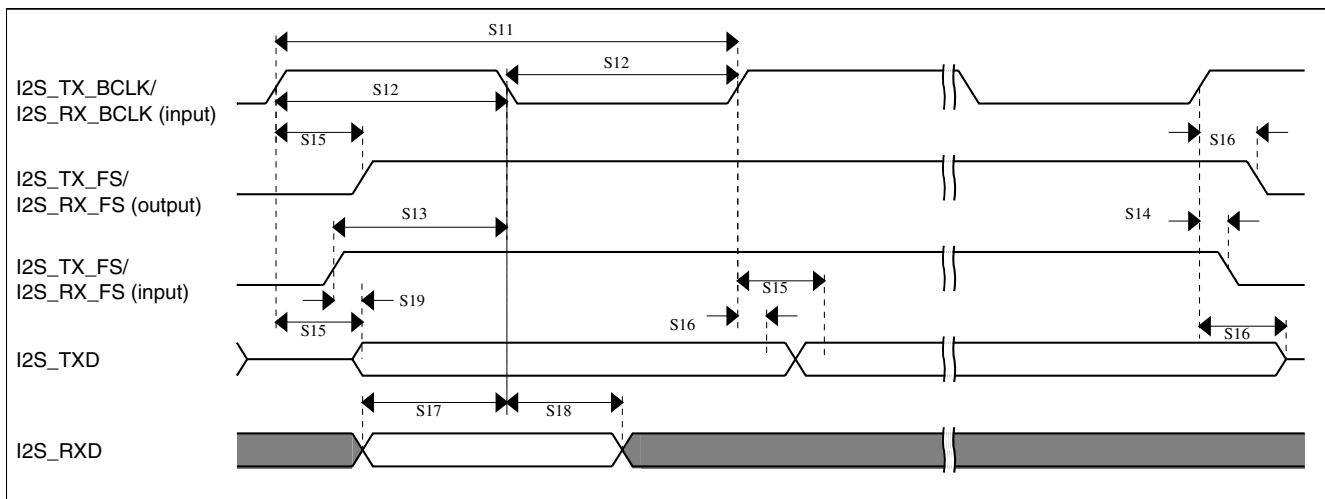 S11
S12
I2S_TX_BCLK/
I2S_RX_BCLK (input)
S12
S15
S16
I2S_TX_FS/
I2S_RX_FS (output)
S13
S14
I2S_TX_FS/
I2S_RX_FS (input)
S15
S19
S15
S16
S16
I2S_TXD
S17
S18
I2S_RXD